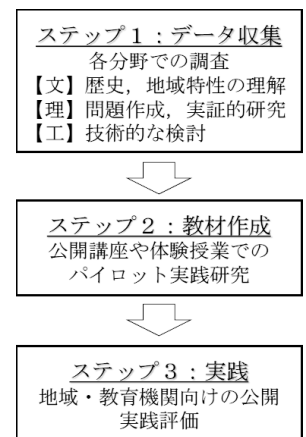 ステップ１：データ収集
各分野での調査
【文】歴史，地域特性の理解
【理】問題作成，実証的研究
【工】技術的な検討
ステップ２：教材作成
公開講座や体験授業での
パイロット実践研究
ステップ３：実践
地域・教育機関向けの公開
実践評価